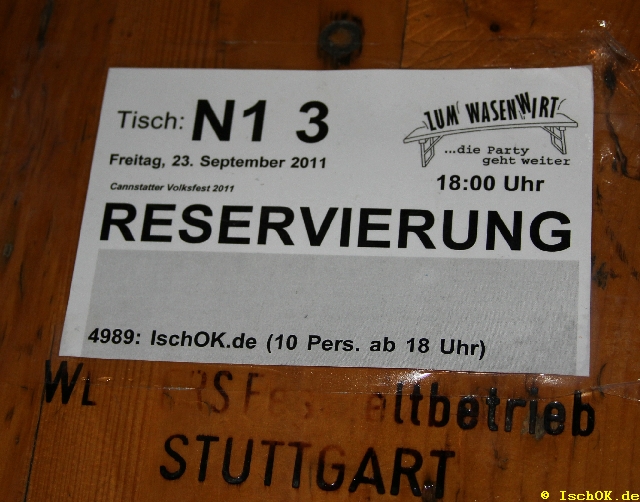 Tisch: N1 3
ZUM WASENWIRT
...die Party
geht weiter
Freitag, 23. September 2011
18:00 Uhr
Cannstatter Volksfest 2011
RESERVIERUNG
4989: IschOK.de (10 Pers. ab 18 Uhr)
STUTTGART
© IschOK.de